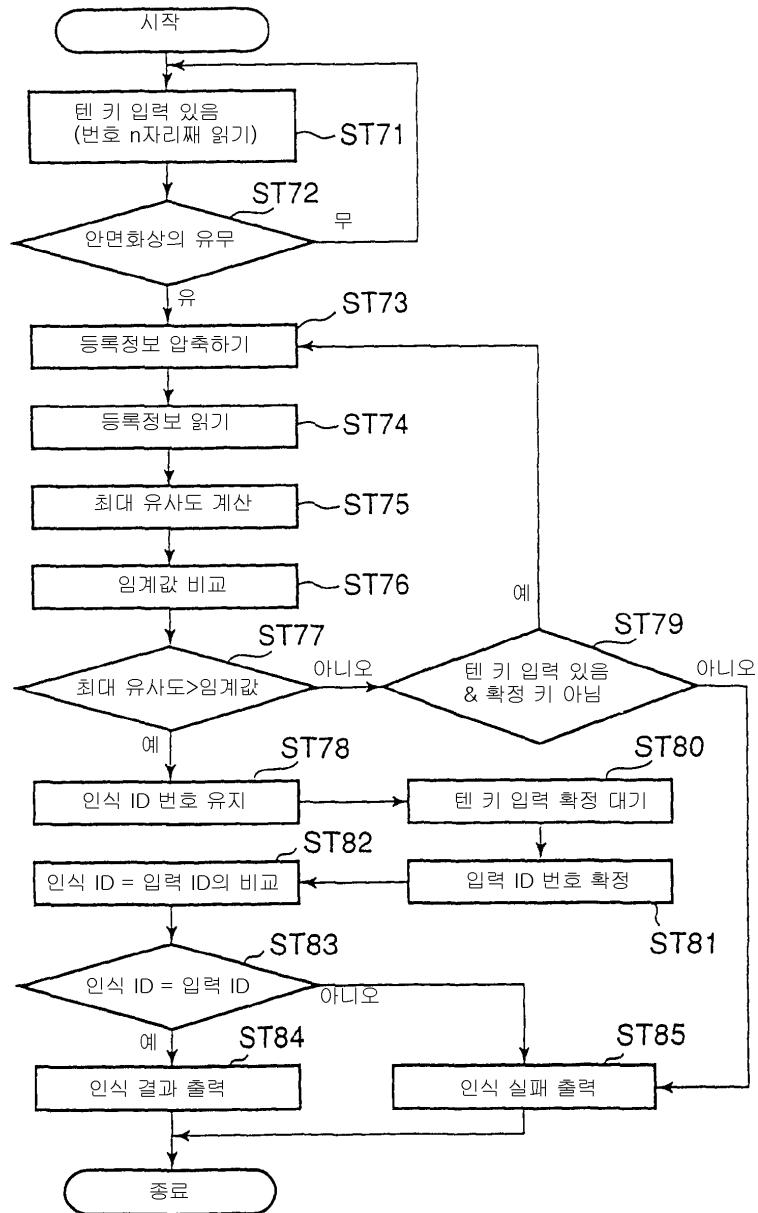 시작
텐 키 입력 있음
(번호 n자리째 읽기)
ST71
ST72
안면화상의 유무
무
유
ST73
등록정보 압축하기
등록정보 읽기
ST74
최대 유사도 계산
ST75
임계값 비교
ST76
예
ST77
최대 유사도>임계값
아니오
ST79
텐 키 입력 있음
& 확정 키 아님
아니오
예
ST78
인식 ID 번호 유지
ST80
텐 키 입력 확정 대기
ST82
인식 ID = 입력 ID의 비교
입력 ID 번호 확정
ST81
ST83
인식 ID = 입력 ID
아니오
예
ST84
인식 결과 출력
ST85
인식 실패 출력
종료